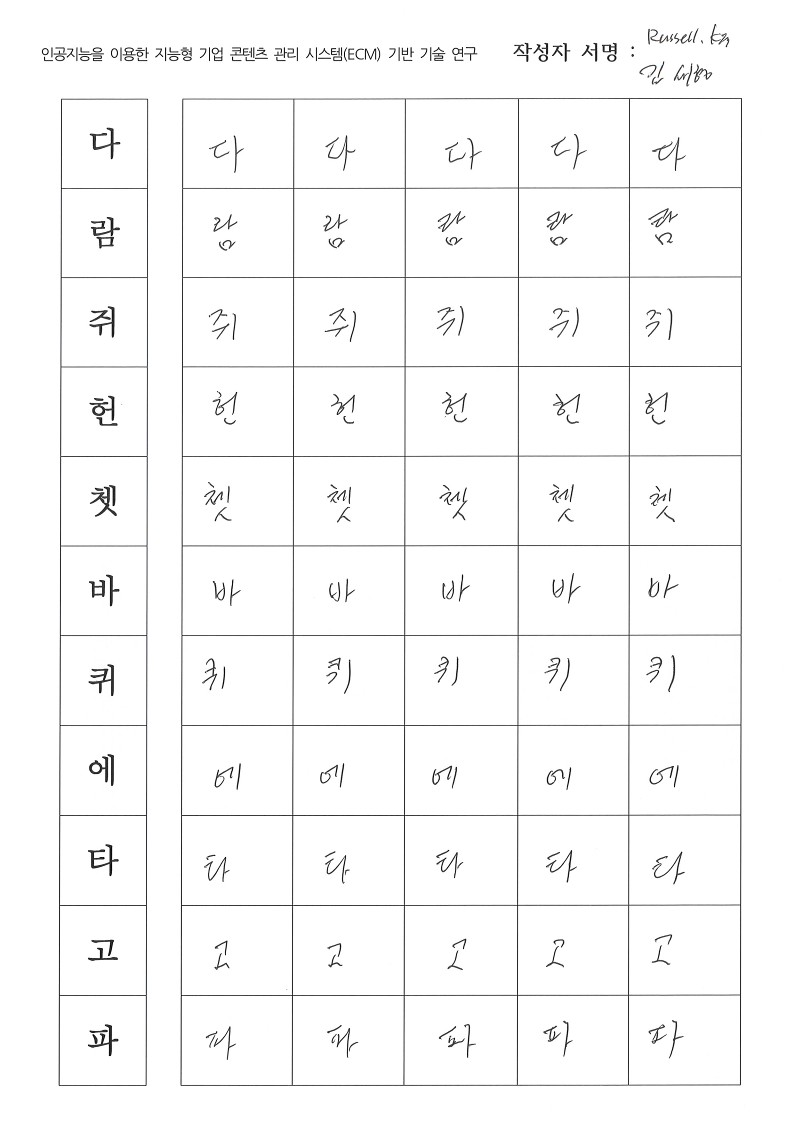 인공지능을 이용한 지능형 기업 콘텐츠 관리 시스템(ECM) 기반 기술 연구 작성자 서명 : Russell.
김
다 다 다 다 다 다
람 람 람 람 람 람
쥐 쥐 쥐 쥐 쥐 쥐
헌 헌 헌 헌 헌 헌
쳇 쳇 쳇 쳇 쳇 쳇
바 바 바 바 바 바
퀴 퀴 퀴 퀴 퀴 퀴
에 에 에 에 에 에
타 타 타 타 타 타
고 고 고 고 고 고
파 파 파 파 파 파